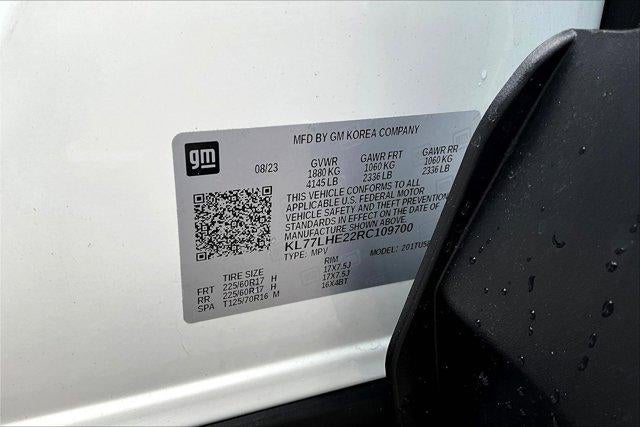 MFD BY GM KOREA COMPANY
gm
08/23
GVWR GAWR FRT GAWR RR
1880 KG 1060 KG 1060 KG
4145 LB 2336 LB 2336 LB
THIS VEHICLE CONFORMS TO ALL
APPLICABLE U.S. FEDERAL MOTOR
VEHICLE SAFETY AND THEFT PREVENTION
STANDARDS IN EFFECT ON THE DATE OF
MANUFACTURE SHOWN ABOVE.
KL77LHE22RC109700
TYPE: MPV MODEL:
TIRE SIZE RIM
FRT 225/60R17 H 17X7.5J
RR 225/60R17 H 17X7.5J
SPA T125/70R16 M 16X4BT